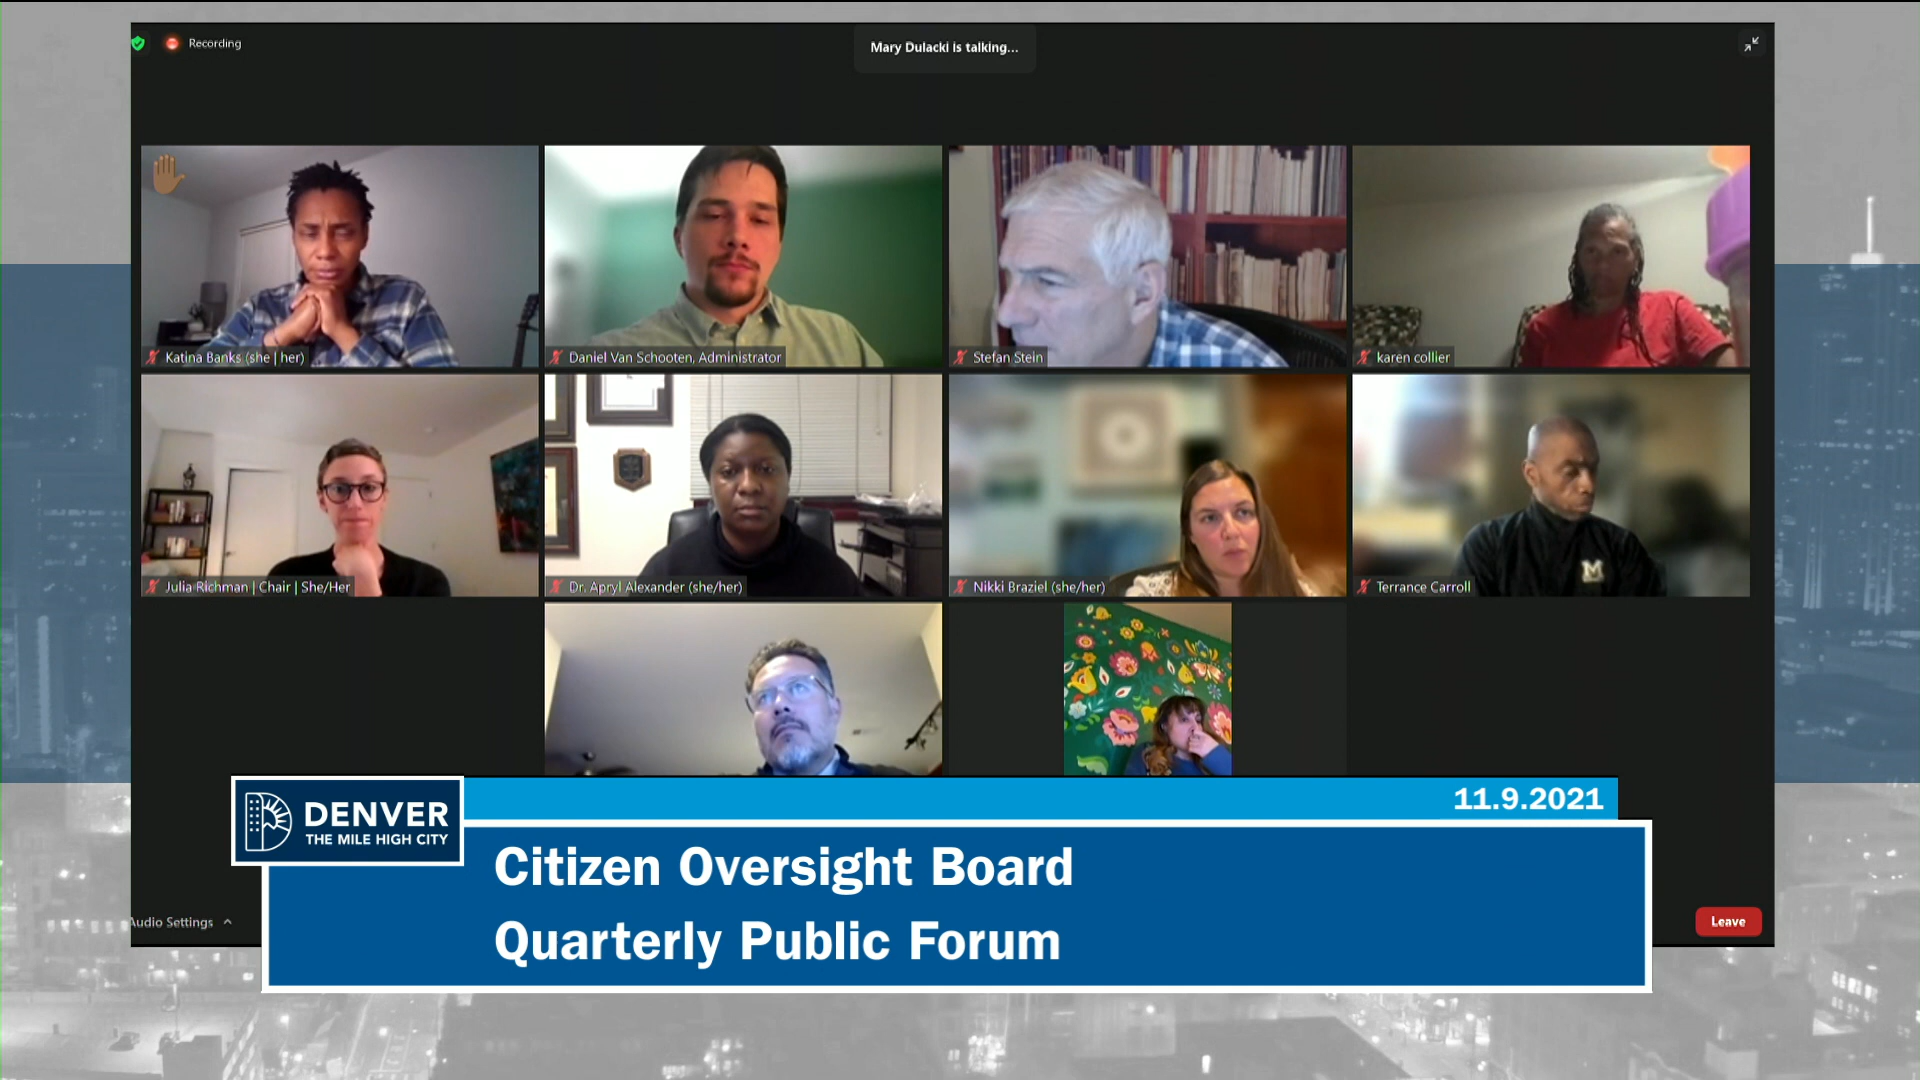 Recording
Mary Dulacki is talking...
Katina Banks (she | her)
Daniel Van Schooten, Administrator
Stefan Stein
karen collier
Julia Richman | Chair | She/Her
Dr. Apryl Alexander (she/her)
Nikki Braziel (she/her)
M
Terrance Carroll
11.9.2021
DENVER
THE MILE HIGH CITY
Citizen Oversight Board
Quarterly Public Forum
Audio Settings
Leave